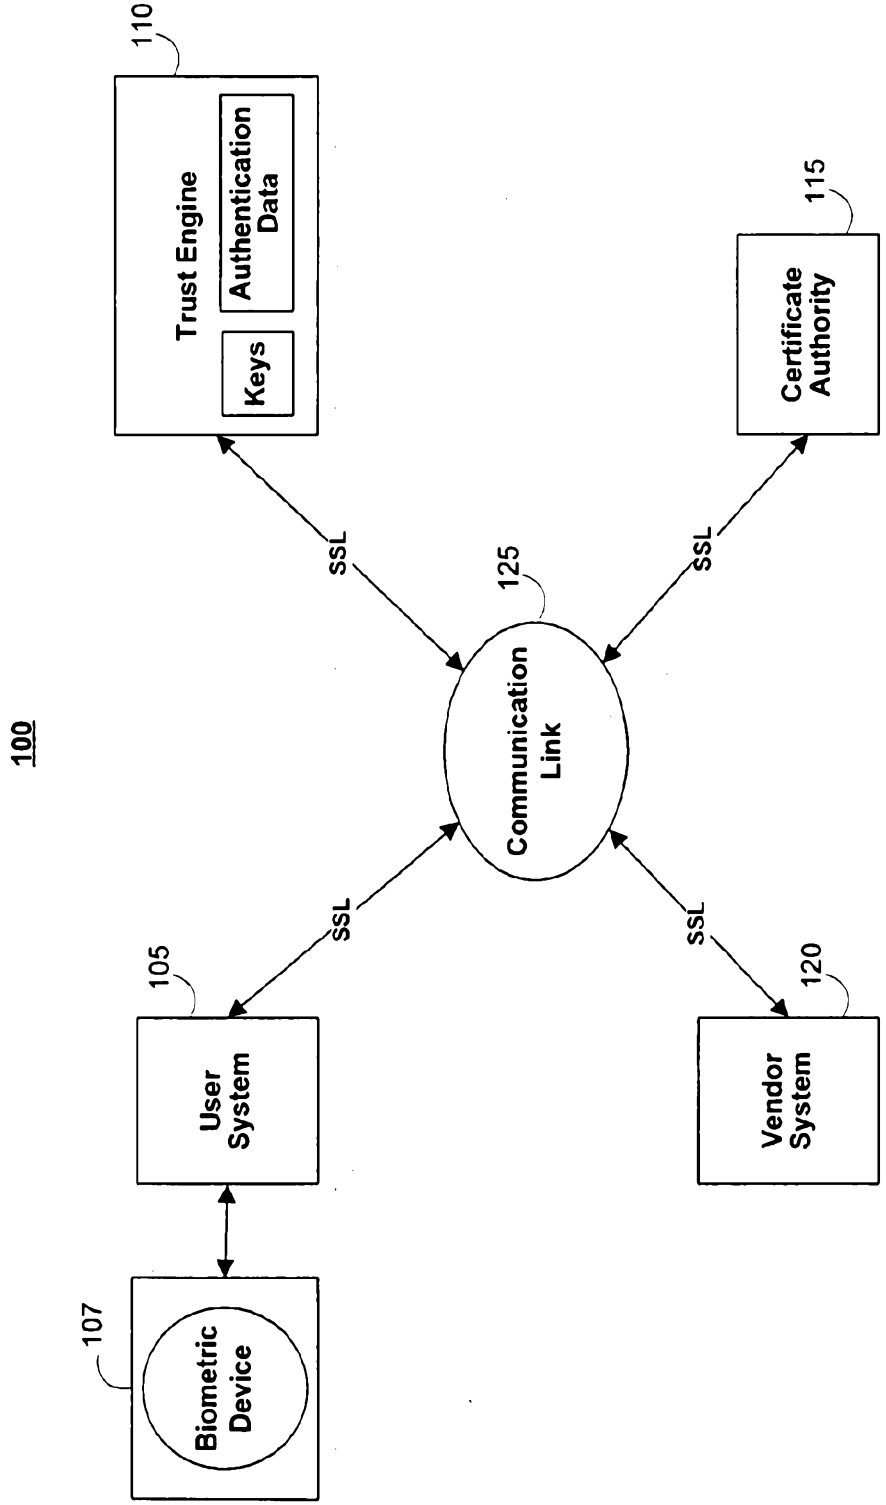 100
107
Biometric
Device
105
User
System
SSL
110
Trust Engine
Keys
Authentication
Data
SSL
125
Communication
Link
120
Vendor
System
SSL
115
Certificate
Authority
SSL